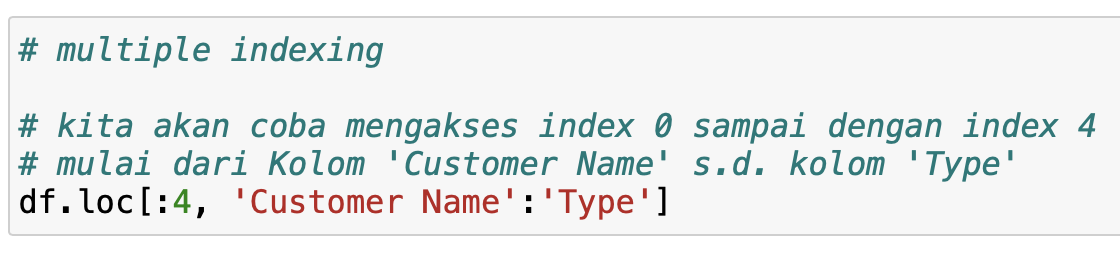 # multiple indexing
# kita akan coba mengakses index 0 sampai dengan index 4
# mulai dari Kolom 'Customer Name' s.d. kolom 'Type'
df.loc[:4, 'Customer Name':'Type']